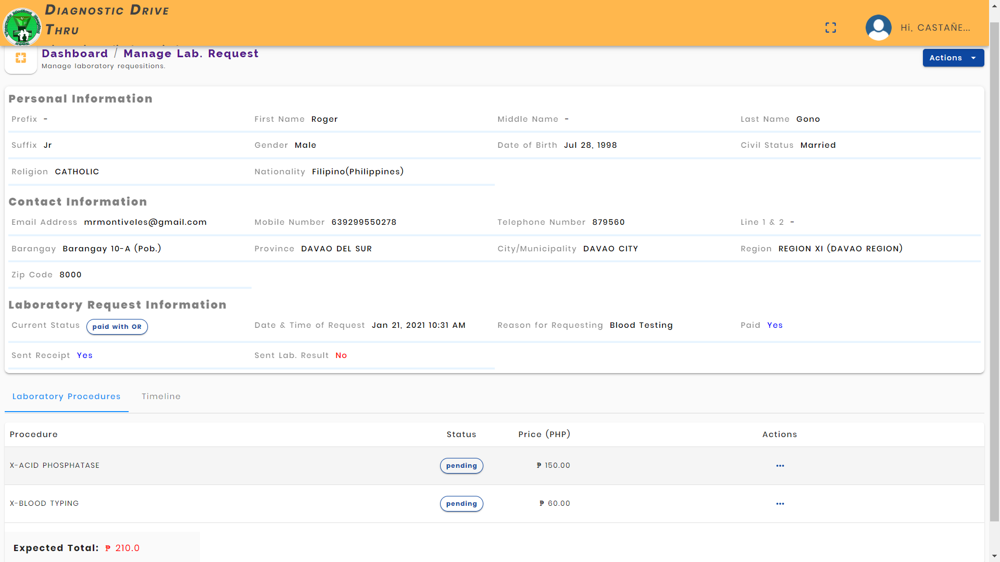 Diagnostic Drive
Thru
Hi, CASTAÑE...
Dashboard / Manage Lab. Request
Manage laboratory requesitions.
Actions
Personal Information
Prefix -
First Name Roger
Middle Name -
Last Name Gono
Suffix Jr
Gender Male
Date of Birth Jul 28, 1998
Civil Status Married
Religion CATHOLIC
Nationality Filipino(Philippines)
Contact Information
Email Address mrmontiveles@gmail.com
Mobile Number 639299550278
Telephone Number 879560
Line 1 & 2 -
Barangay Barangay 10-A (Pob.)
Province DAVAO DEL SUR
City/Municipality DAVAO CITY
Region REGION XI (DAVAO REGION)
Zip Code 8000
Laboratory Request Information
Current Status paid with OR
Date & Time of Request Jan 21, 2021 10:31 AM
Reason for Requesting Blood Testing
Paid Yes
Sent Receipt Yes
Sent Lab. Result No
Laboratory Procedures
Timeline
Procedure Status Price (PHP) Actions
X-ACID PHOSPHATASE pending ₱ 150.00 •••
X-BLOOD TYPING pending ₱ 60.00 •••
Expected Total: ₱ 210.0